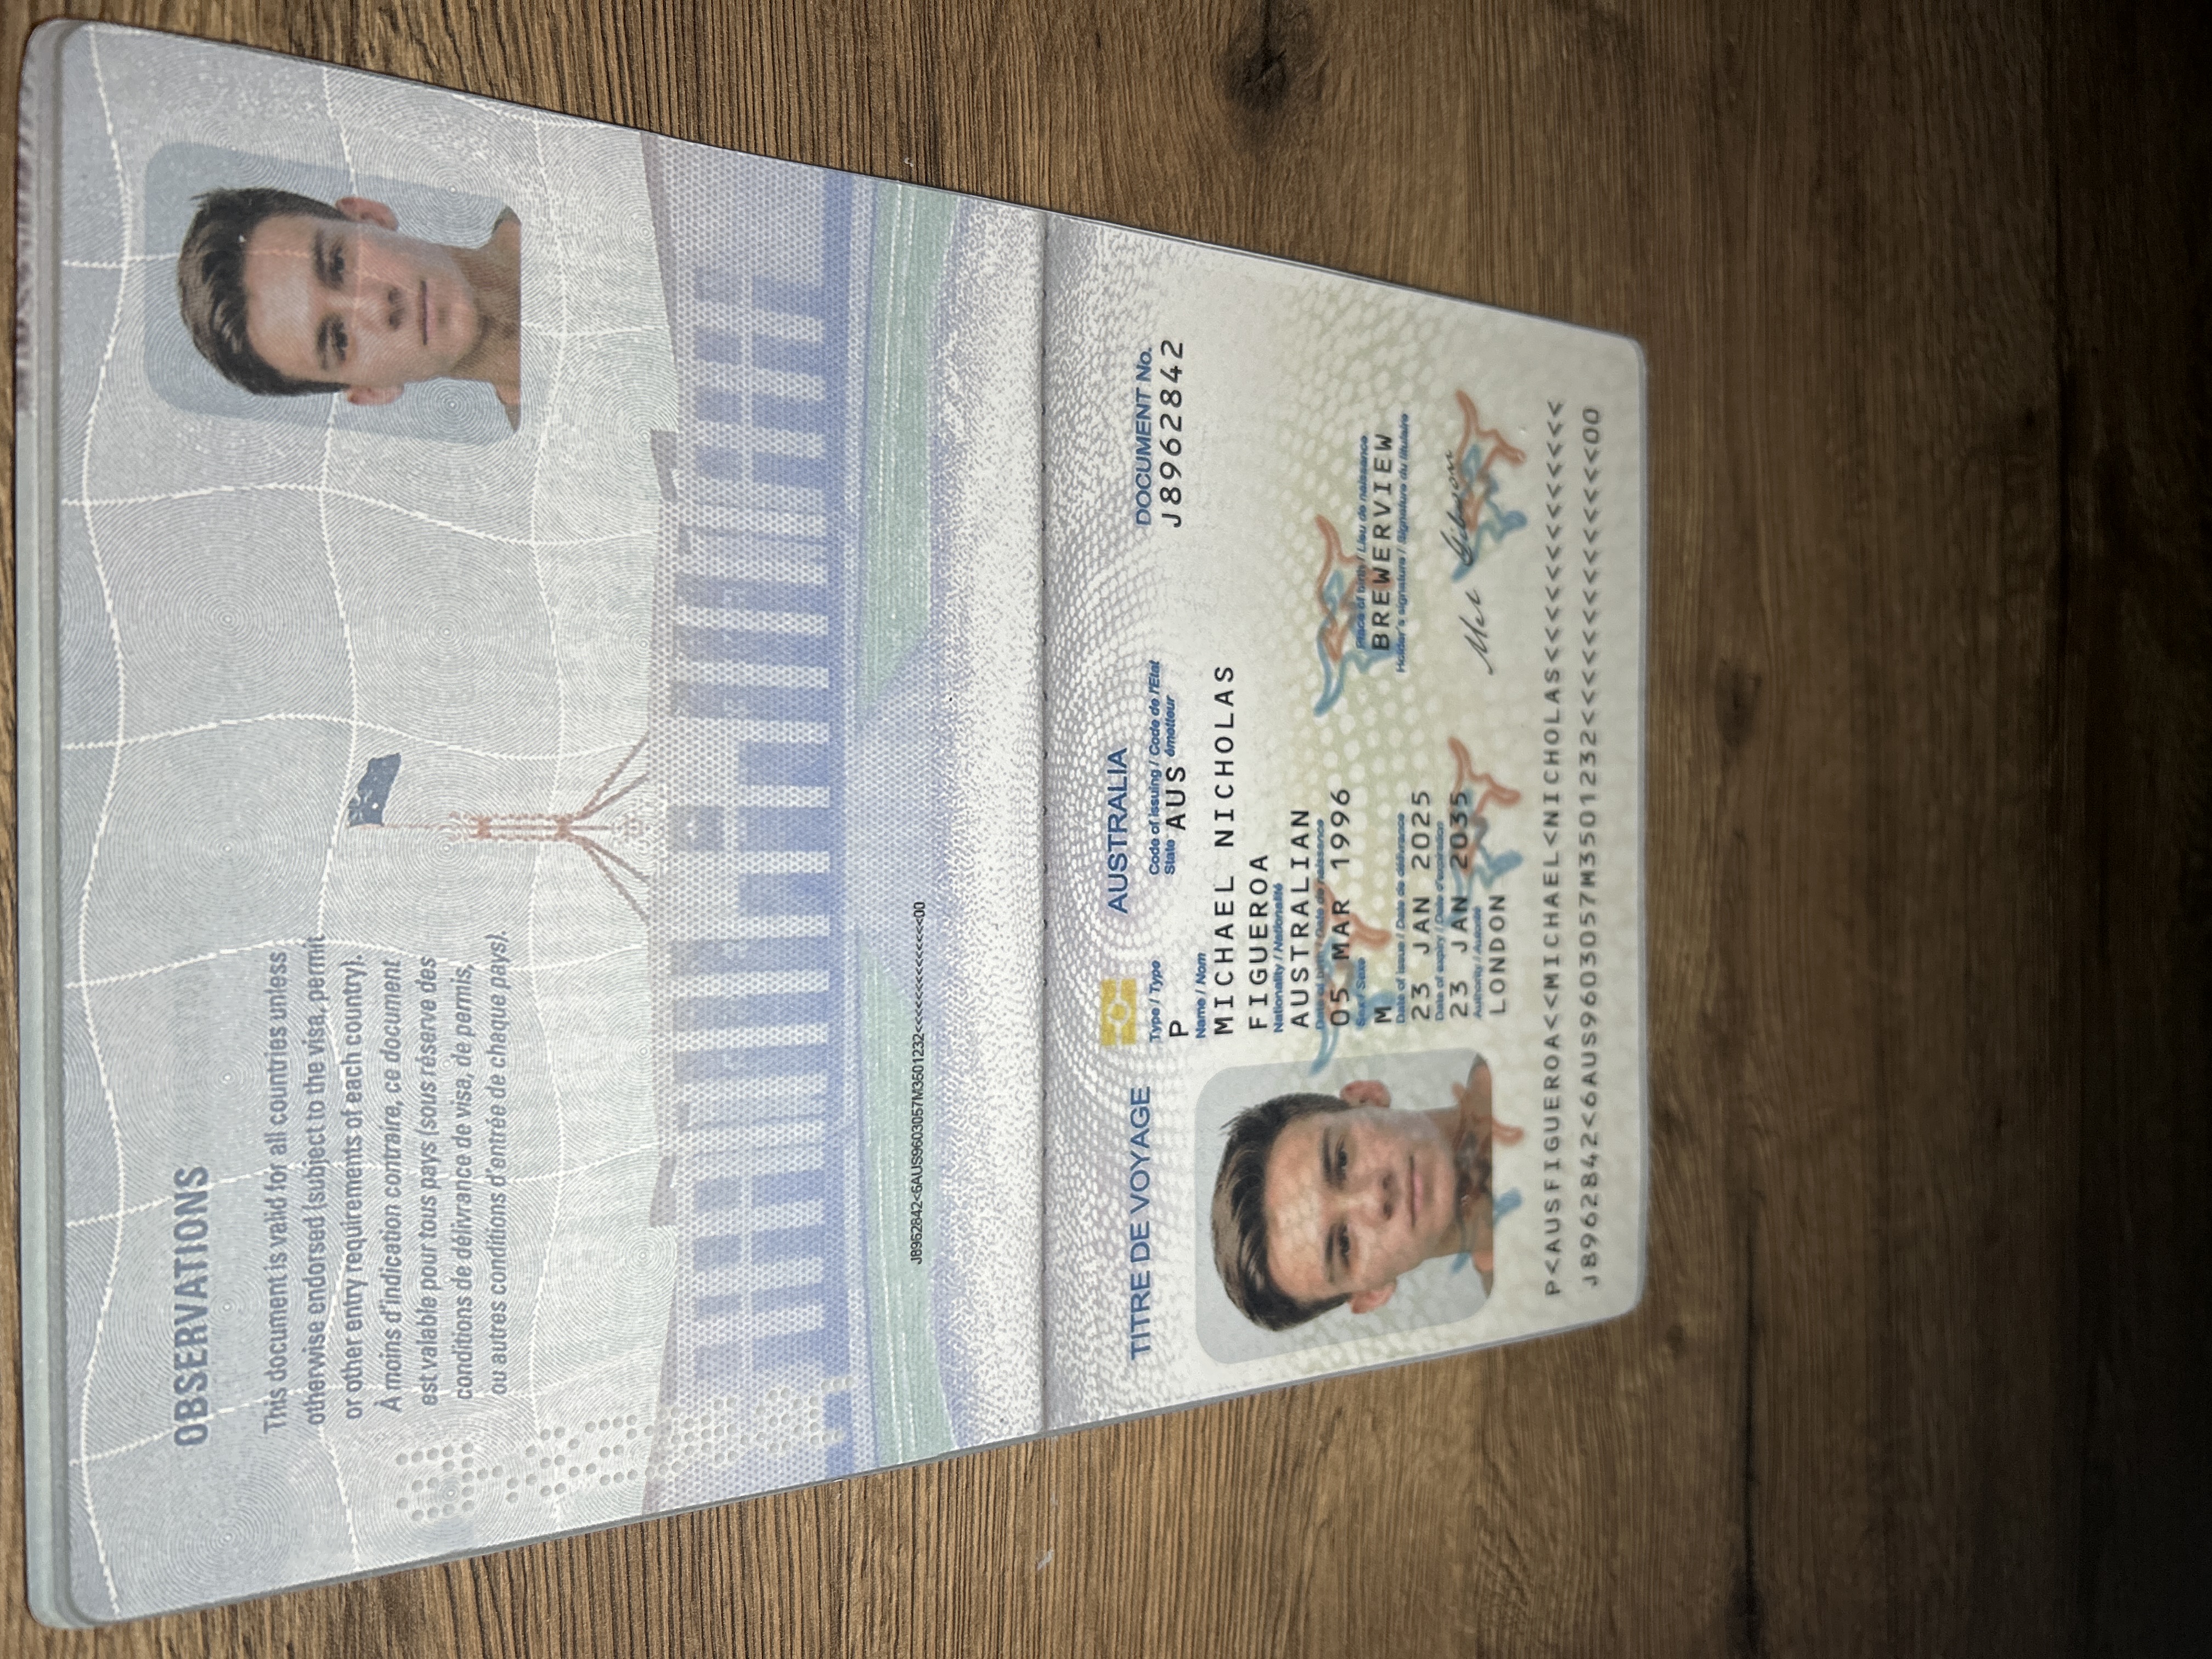 OBSERVATIONS
This document is valid for all countries unless
otherwise endorsed (subject to the visa, permit
or other entry requirements of each country).
À moins d'indication contraire, ce document
est valable pour tous pays (sous réserve des
conditions de délivrance de visa, de permis,
ou autres conditions d'entrée de chaque pays).
J8962842<6AUS9603057M3501232<<<<<<<<<<<<<<<<00
TITRE DE VOYAGE
AUSTRALIA
Type / Type
P
Code of issuing / Code de l'État
State AUS émetteur
DOCUMENT No.
J8962842
Name / Nom
MICHAEL NICHOLAS
FIGUEROA
Nationality / Nationalité
AUSTRALIAN
Date of birth / Date de naissance
05 MAR 1996
Sex / Sexe
M
Place of birth / Lieu de naissance
BREWERVIEW
Date of issue / Date de délivrance
23 JAN 2025
Holder's signature / Signature du titulaire
Date of expiry / Date d'expiration
23 JAN 2035
Mel Gibson
Authority / Autorité
LONDON
P<AUSFIGUEROA<<MICHAEL<NICHOLAS<<<<<<<<<<<<<
J8962842<6AUS9603057M3501232<<<<<<<<<<<<<<00